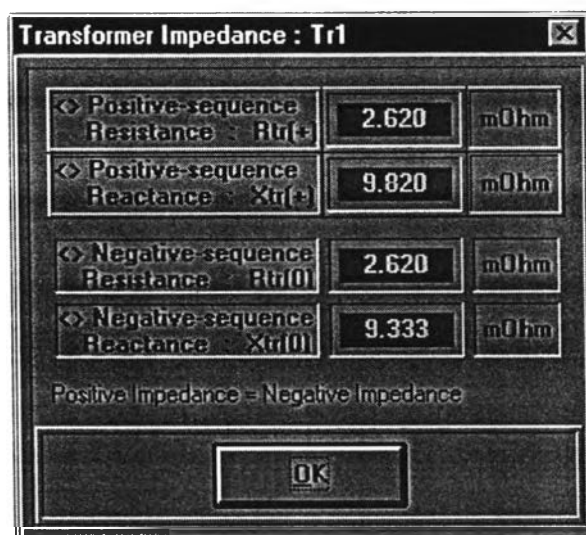 Transformer Impedance : Tr1
<> Positive-sequence
Resistance : Rtr(+) 2.620 mOhm
<> Positive-sequence
Reactance : Xtr(+) 9.820 mOhm
<> Negative-sequence
Resistance : Rtr(0) 2.620 mOhm
<> Negative-sequence
Reactance : Xtr(0) 9.333 mOhm
Positive Impedance = Negative Impedance
OK